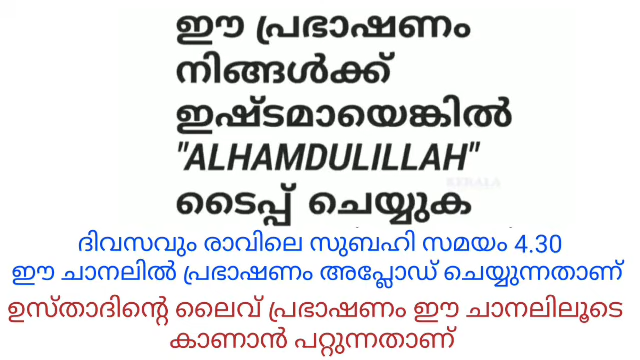 ഈ പ്രഭാഷണം
നിങ്ങൾക്ക്
ഇഷ്ടമായെങ്കിൽ
"ALHAMDULILLAH"
KERALA
ടൈപ്പ് ചെയ്യുക
ദിവസവും രാവിലെ സുബഹി സമയം 4.30
ഈ ചാനലിൽ പ്രഭാഷണം അപ്ലോഡ് ചെയ്യുന്നതാണ്
ഉസ്താദിന്റെ ലൈവ് പ്രഭാഷണം ഈ ചാനലിലൂടെ
കാണാൻ പറ്റുന്നതാണ്